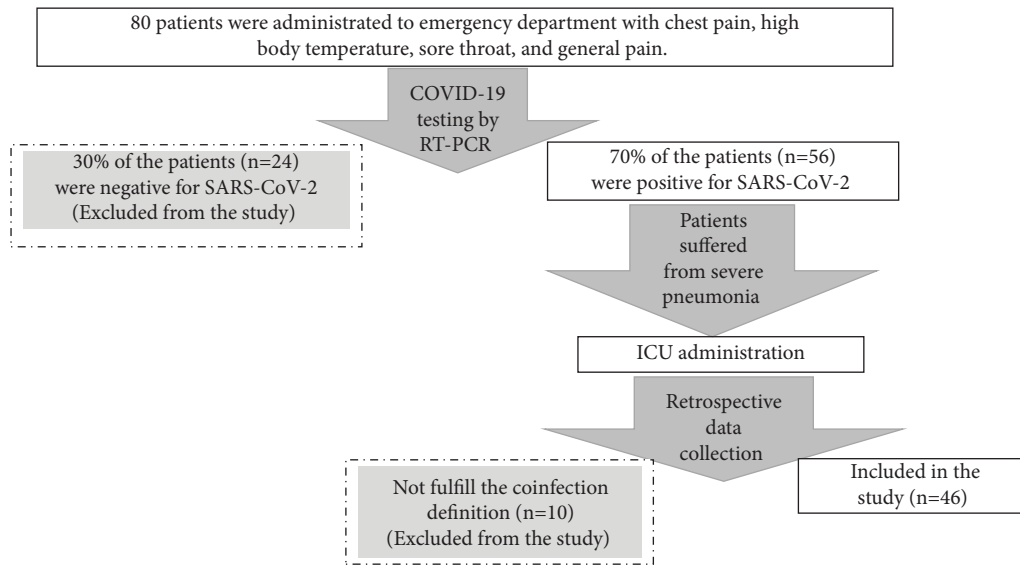 80 patients were administrated to emergency department with chest pain, high
body temperature, sore throat, and general pain.
COVID-19
testing by
RT-PCR
30% of the patients (n=24)
were negative for SARS-CoV-2
(Excluded from the study)
70% of the patients (n=56)
were positive for SARS-CoV-2
Patients
suffered
from severe
pneumonia
ICU administration
Retrospective
data
collection
Not fulfill the coinfection
definition (n=10)
(Excluded from the study)
Included in the
study (n=46)